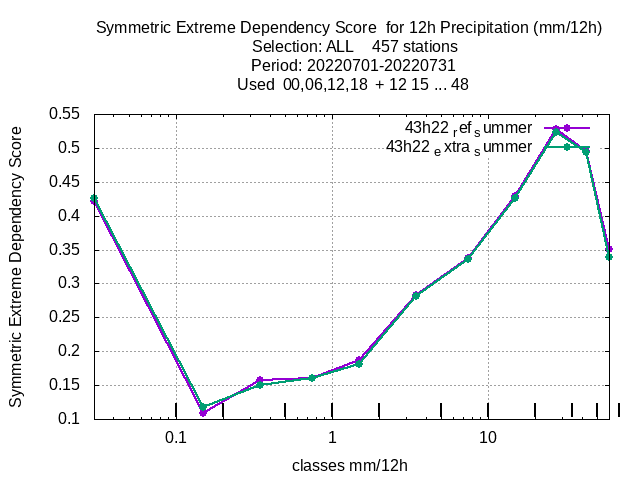 Symmetric Extreme Dependency Score for 12h Precipitation (mm/12h)
Selection: ALL 457 stations
Period: 20220701-20220731
Used 00,06,12,18 + 12 15 ... 48
0.55
43h22 ref summer
0.5
43h22 extra summer
0.45
0.4
0.35
0.3
0.25
0.2
0.15
0.1
Symmetric Extreme Dependency Score
0.1 1 10
classes mm/12h